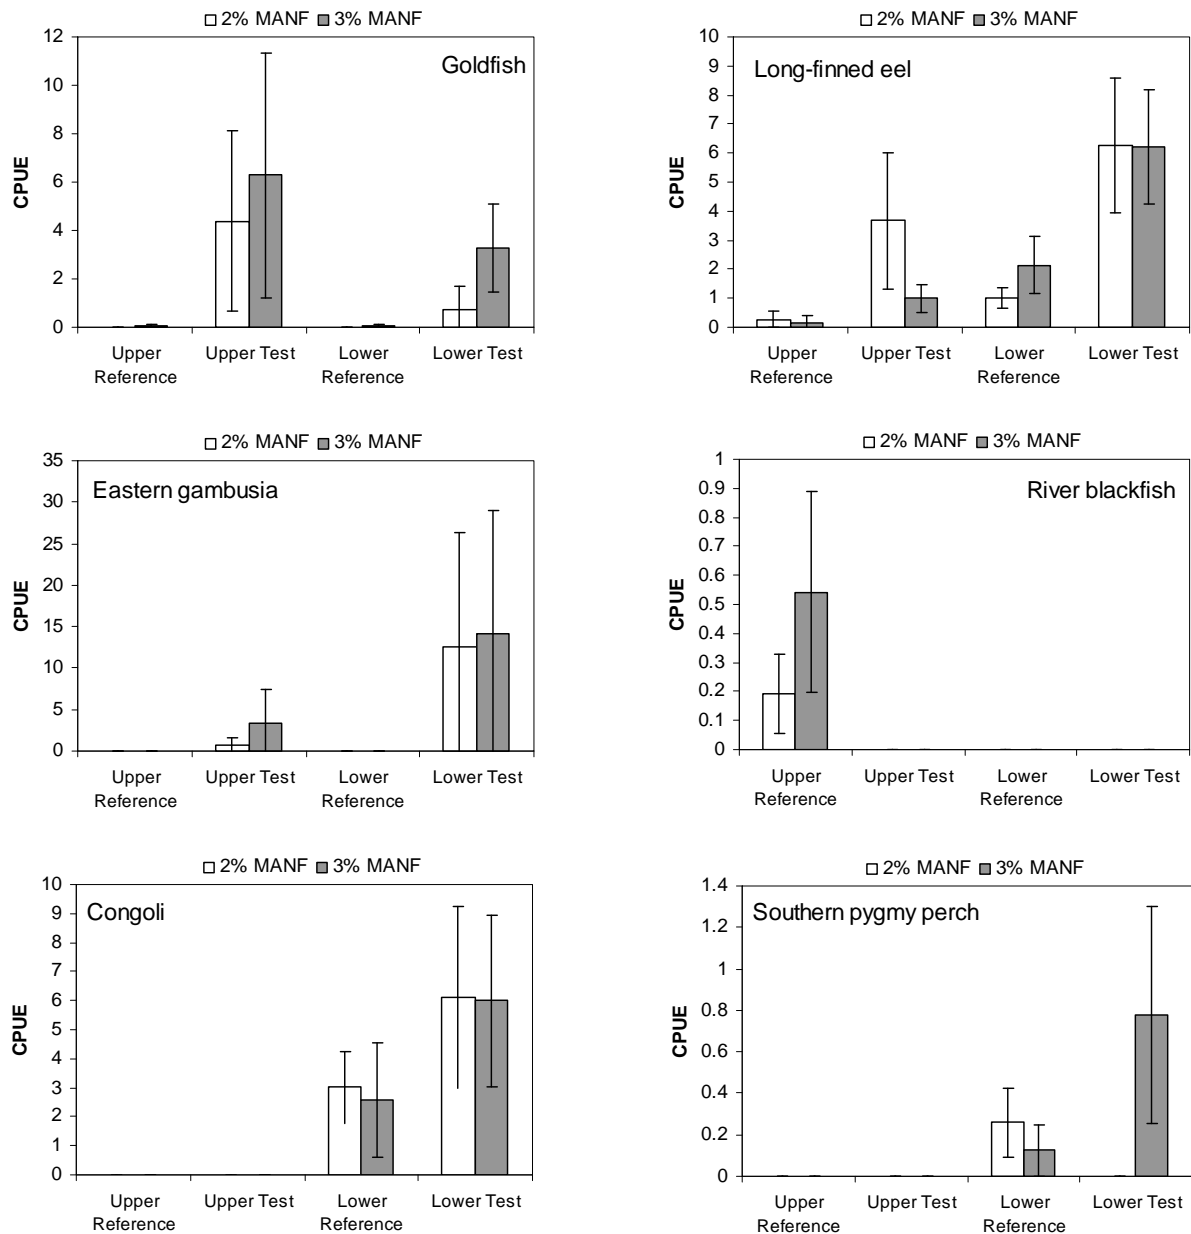 2% MANF 3% MANF
Goldfish
CPUE
12
10
8
6
4
2
0
Upper Reference
Upper Test
Lower Reference
Lower Test
2% MANF 3% MANF
Long-finned eel
CPUE
10
9
8
7
6
5
4
3
2
1
0
Upper Reference
Upper Test
Lower Reference
Lower Test
2% MANF 3% MANF
Eastern gambusia
CPUE
35
30
25
20
15
10
5
0
Upper Reference
Upper Test
Lower Reference
Lower Test
2% MANF 3% MANF
River blackfish
CPUE
1
0.9
0.8
0.7
0.6
0.5
0.4
0.3
0.2
0.1
0
Upper Reference
Upper Test
Lower Reference
Lower Test
2% MANF 3% MANF
Congoli
CPUE
10
9
8
7
6
5
4
3
2
1
0
Upper Reference
Upper Test
Lower Reference
Lower Test
2% MANF 3% MANF
Southern pygmy perch
CPUE
1.4
1.2
1
0.8
0.6
0.4
0.2
0
Upper Reference
Upper Test
Lower Reference
Lower Test